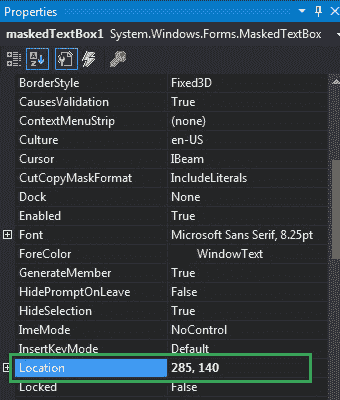 Properties
maskedTextBox1 System.Windows.Forms.MaskedTextBox
BorderStyle Fixed3D
CausesValidation True
ContextMenuStrip (none)
Culture en-US
Cursor IBeam
CutCopyMaskFormat IncludeLiterals
Dock None
Enabled True
Font Microsoft Sans Serif, 8.25pt
ForeColor WindowText
GenerateMember True
HidePromptOnLeave False
HideSelection True
ImeMode NoControl
InsertKeyMode Default
Location 285, 140
Locked False